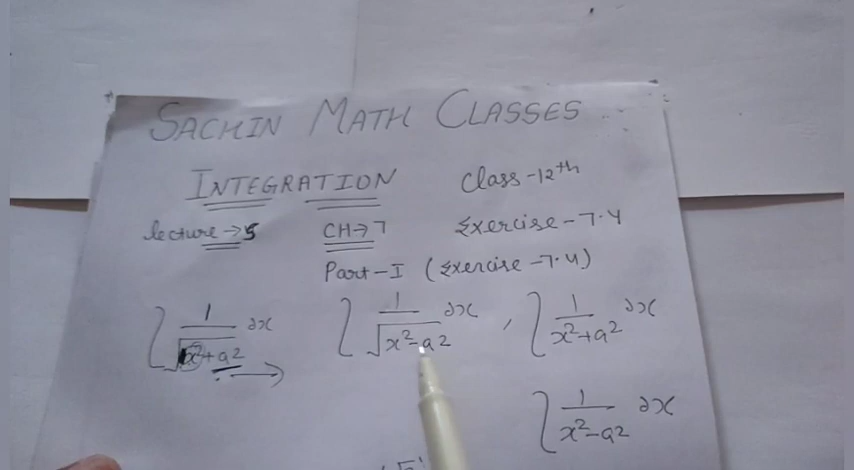 SACHIN MATH CLASSES
INTEGRATION Class-12th
lecture → 5 CH→7 Exercise-7.4
Part-I (Exercise-7.4)
∫ 1/√(x²+a²) dx ∫ 1/√(x²-a²) dx , ∫ 1/(x²+a²) dx
∫ 1/(x²-a²) dx